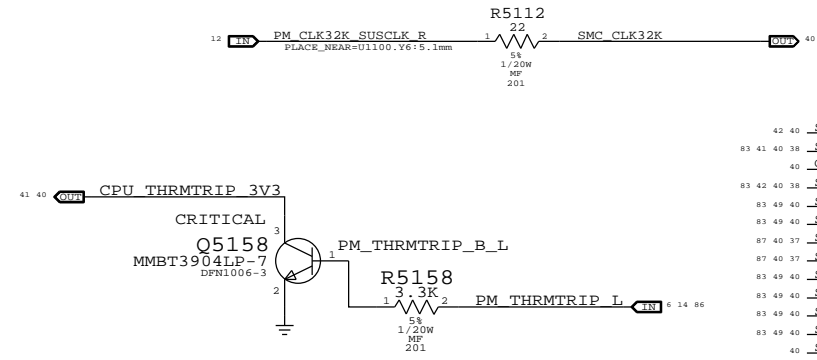 R5112
22
12 IN PM_CLK32K_SUSCLK_R 1 2 SMC_CLK32K OUT 40
PLACE_NEAR=U1100.Y6:5.1mm
5%
1/20W
MF
201
41 40 OUT CPU_THRMTRIP_3V3
CRITICAL
3
Q5158
MMBT3904LP-7
DFN1006-3
1
PM_THRMTRIP_B_L
2
R5158
3.3K
1 2 PM_THRMTRIP_L IN 6 14 86
5%
1/20W
MF
201
42 40
83 41 40 38
40
83 42 40 38
83 49 40
83 49 40
87 40 37
87 40 37
83 49 40
83 49 40
83 49 40
83 49 40
40